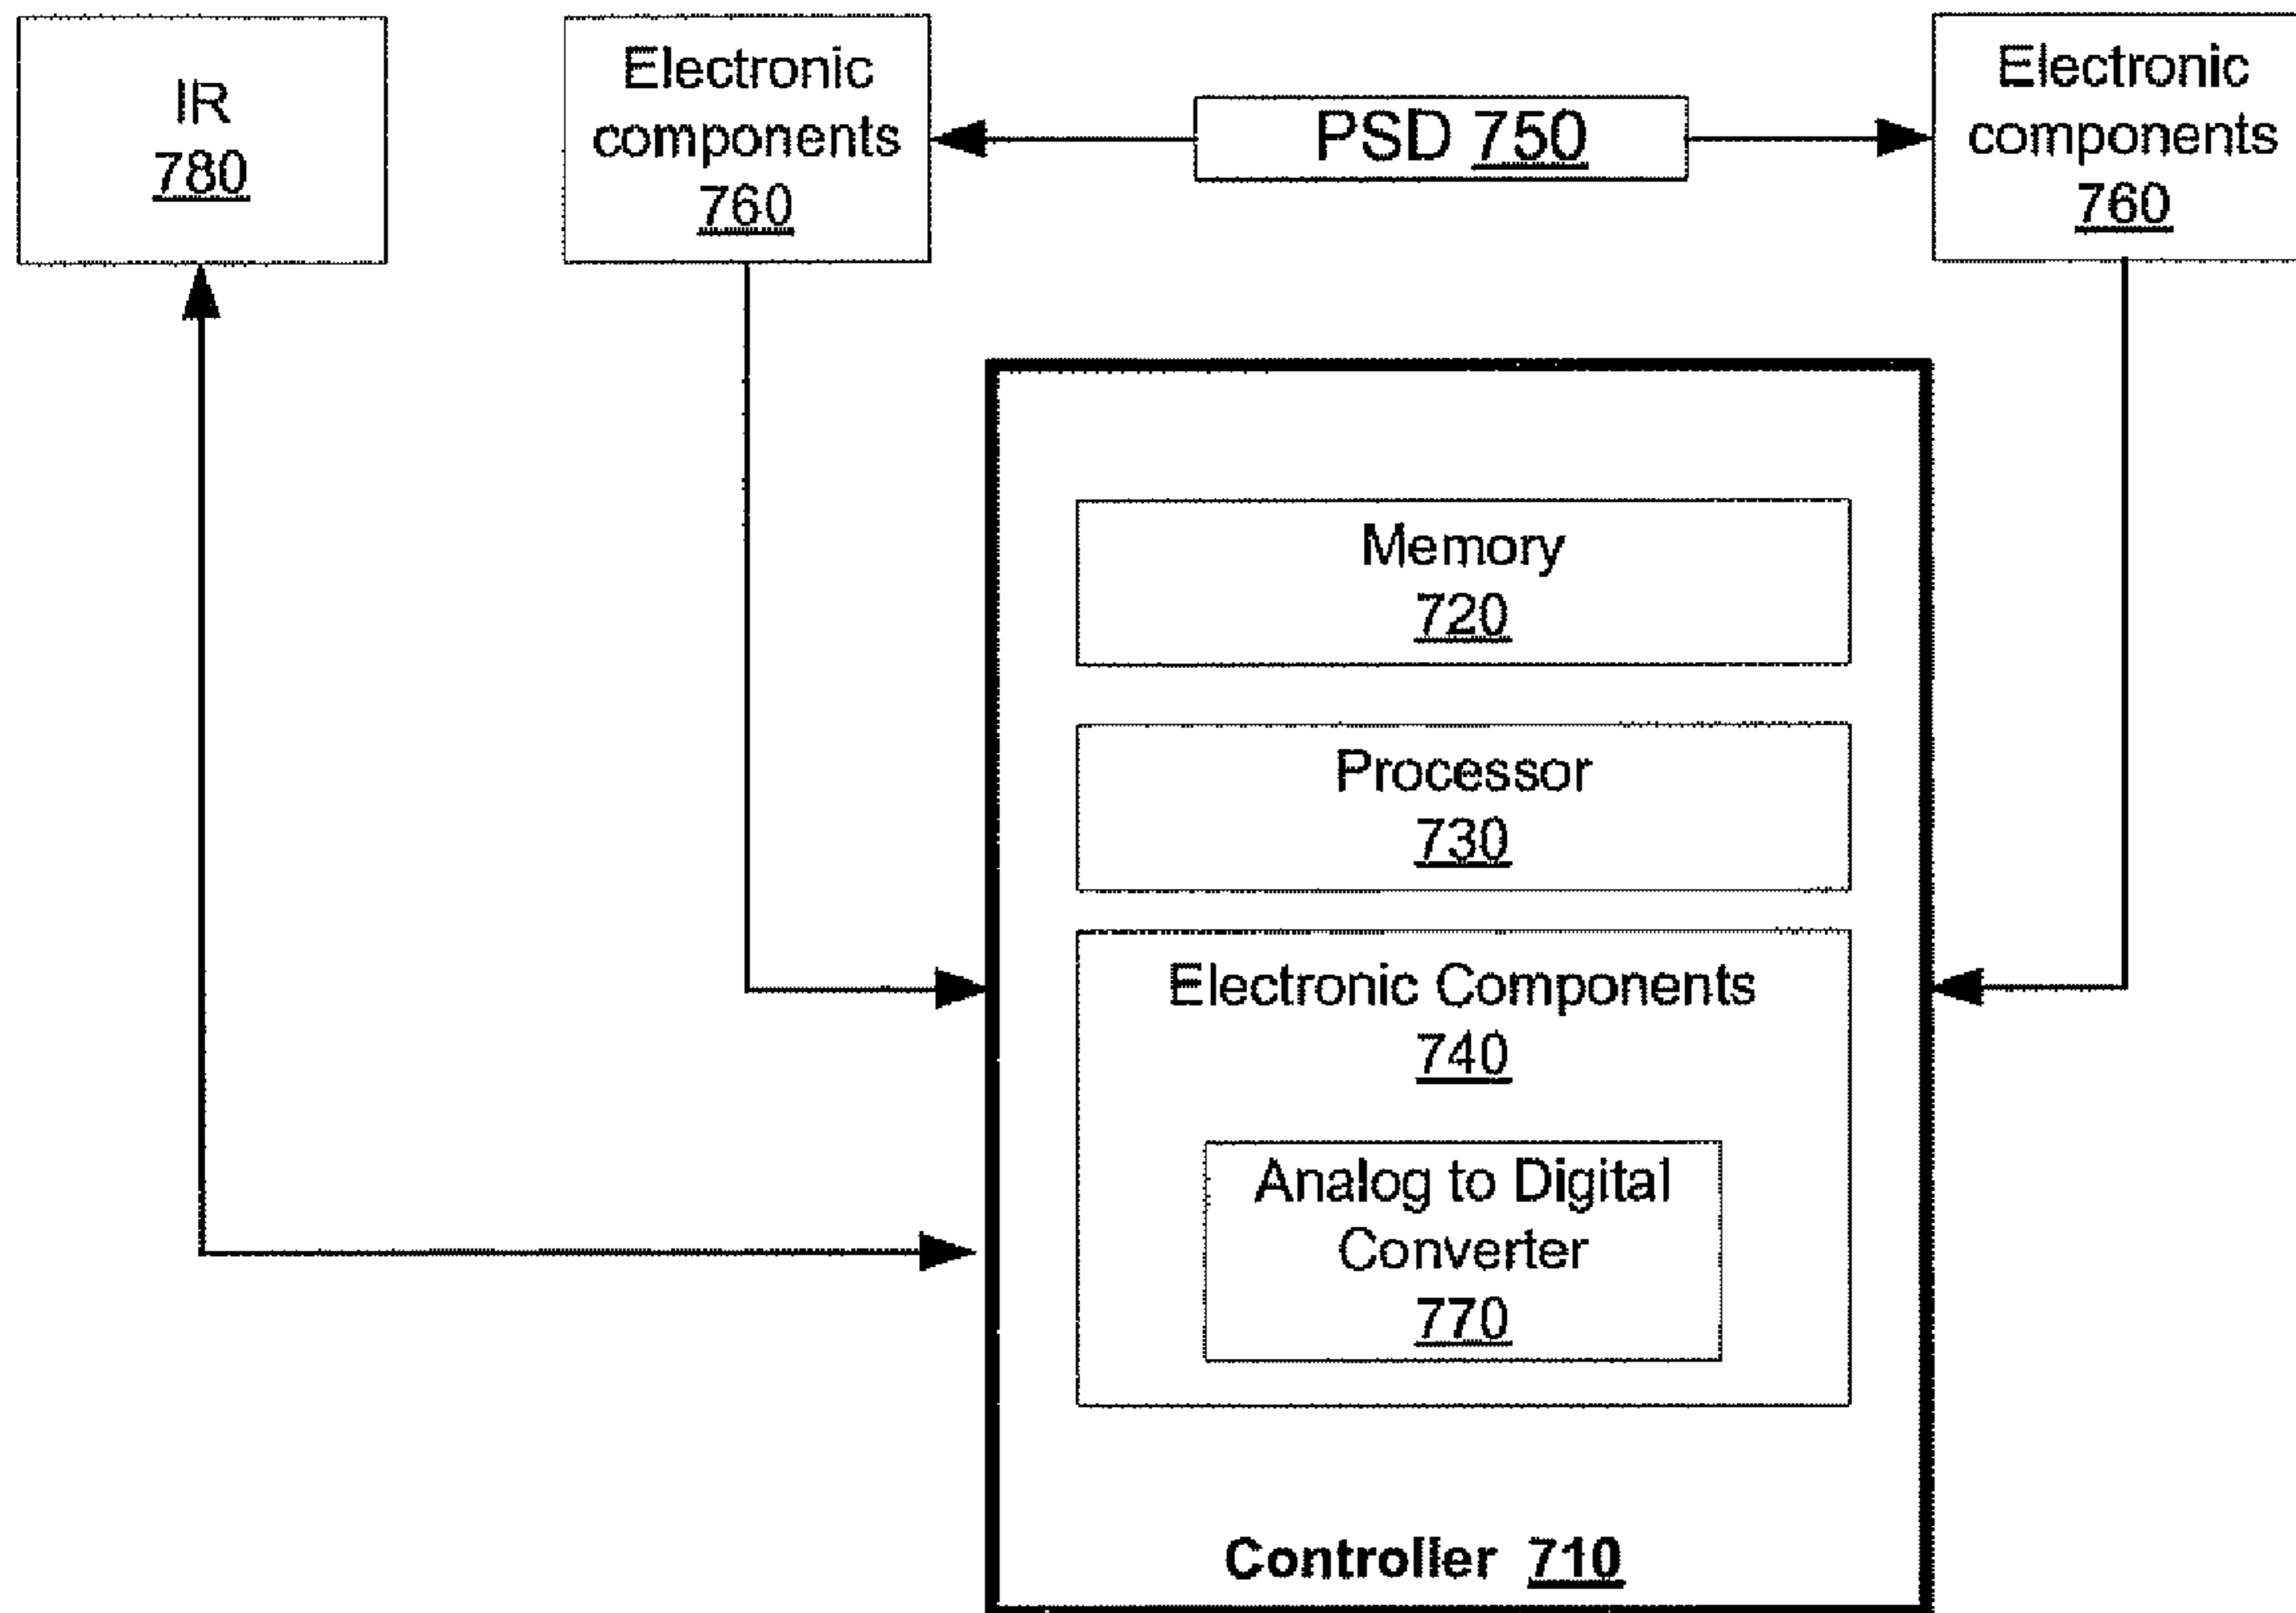 IR
780
Electronic
components
760
PSD 750
Electronic
components
760
Memory
720
Processor
730
Electronic Components
740
Analog to Digital
Converter
770
Controller 710